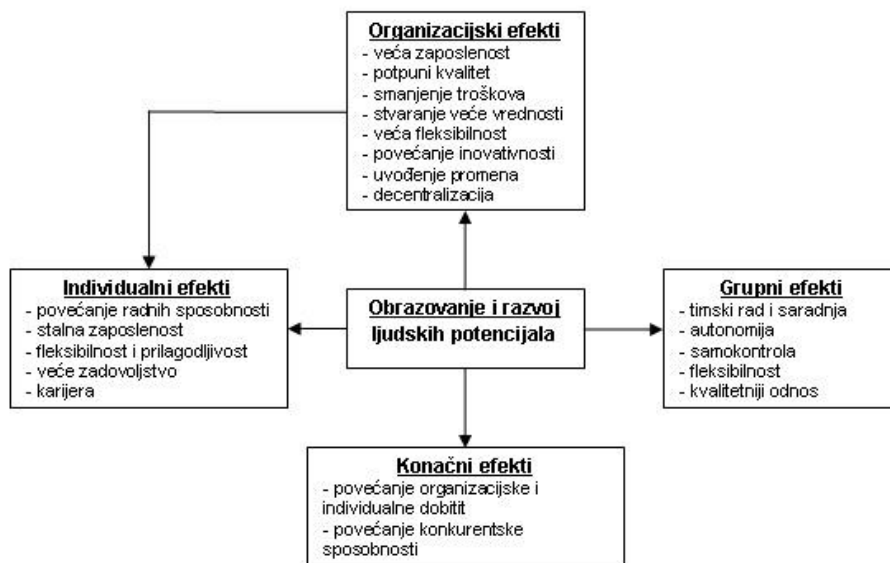 Organizacijski efekti
- veća zaposlenost
- potpuni kvalitet
- smanjenje troškova
- stvaranje veće vrednosti
- veća fleksibilnost
- povećanje inovativnosti
- uvođenje promena
- decentralizacija
Individualni efekti
- povećanje radnih sposobnosti
- stalna zaposlenost
- fleksibilnost i prilagodljivost
- veće zadovoljstvo
- karijera
Obrazovanje i razvoj
ljudskih potencijala
Grupni efekti
- timski rad i saradnja
- autonomija
- samokontrola
- fleksibilnost
- kvalitetniji odnos
Konačni efekti
- povećanje organizacijske i
individualne dobitit
- povećanje konkurentske
sposobnosti